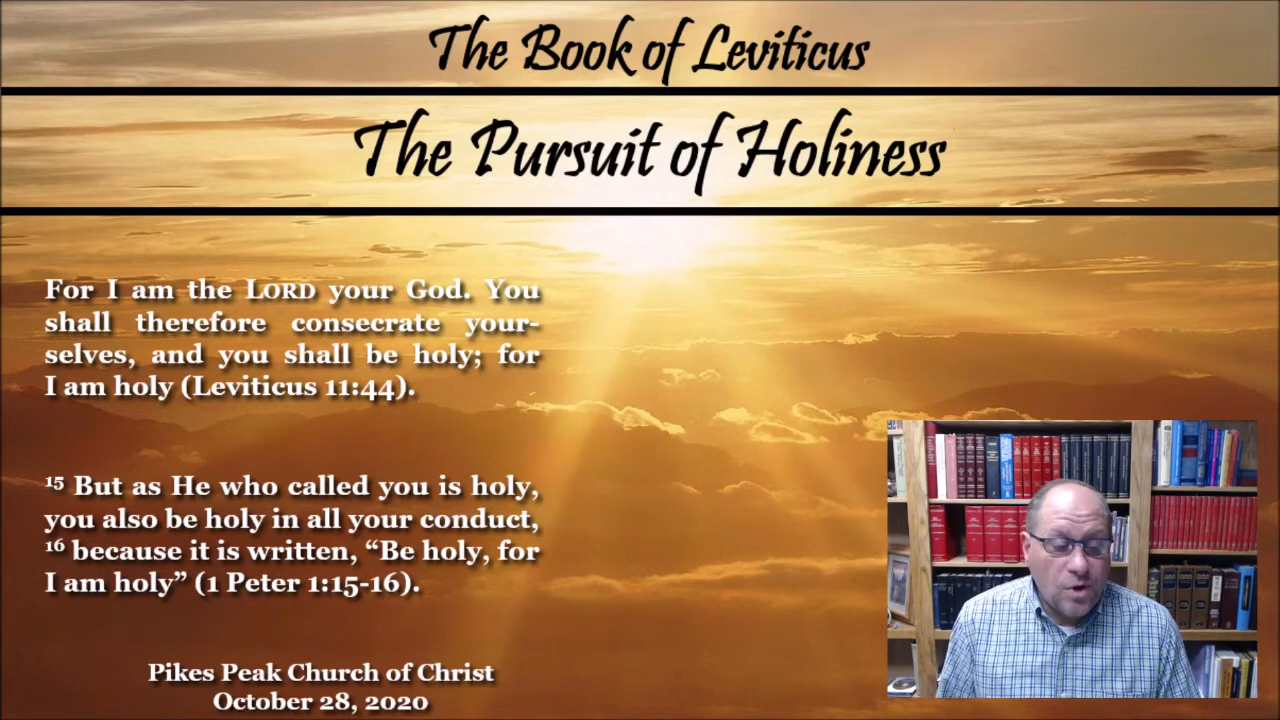 The Book of Leviticus
The Pursuit of Holiness
For I am the LORD your God. You
shall therefore consecrate your-
selves, and you shall be holy; for
I am holy (Leviticus 11:44).
15 But as He who called you is holy,
you also be holy in all your conduct,
16 because it is written, “Be holy, for
I am holy” (1 Peter 1:15-16).
Pikes Peak Church of Christ
October 28, 2020